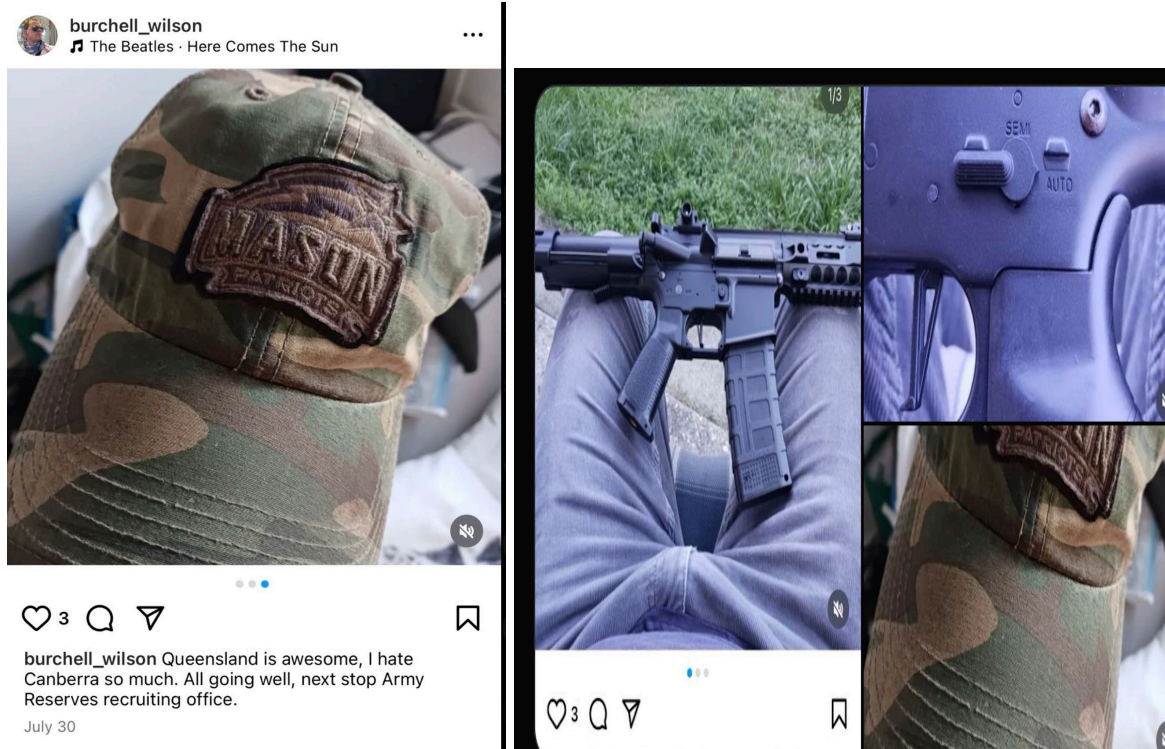 burchell_wilson
The Beatles · Here Comes The Sun
MASON
PATRIOTS
3
burchell_wilson Queensland is awesome, I hate
Canberra so much. All going well, next stop Army
Reserves recruiting office.
July 30
1/3
3
SEMI
AUTO
PATRIOTS